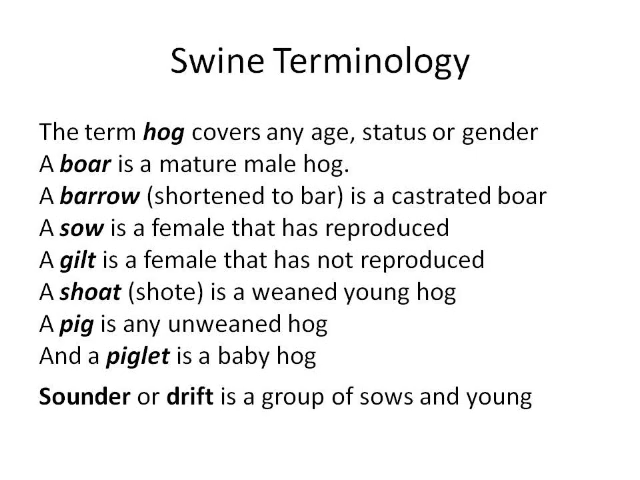 Swine Terminology
The term hog covers any age, status or gender
A boar is a mature male hog.
A barrow (shortened to bar) is a castrated boar
A sow is a female that has reproduced
A gilt is a female that has not reproduced
A shoat (shote) is a weaned young hog
A pig is any unweaned hog
And a piglet is a baby hog
Sounder or drift is a group of sows and young